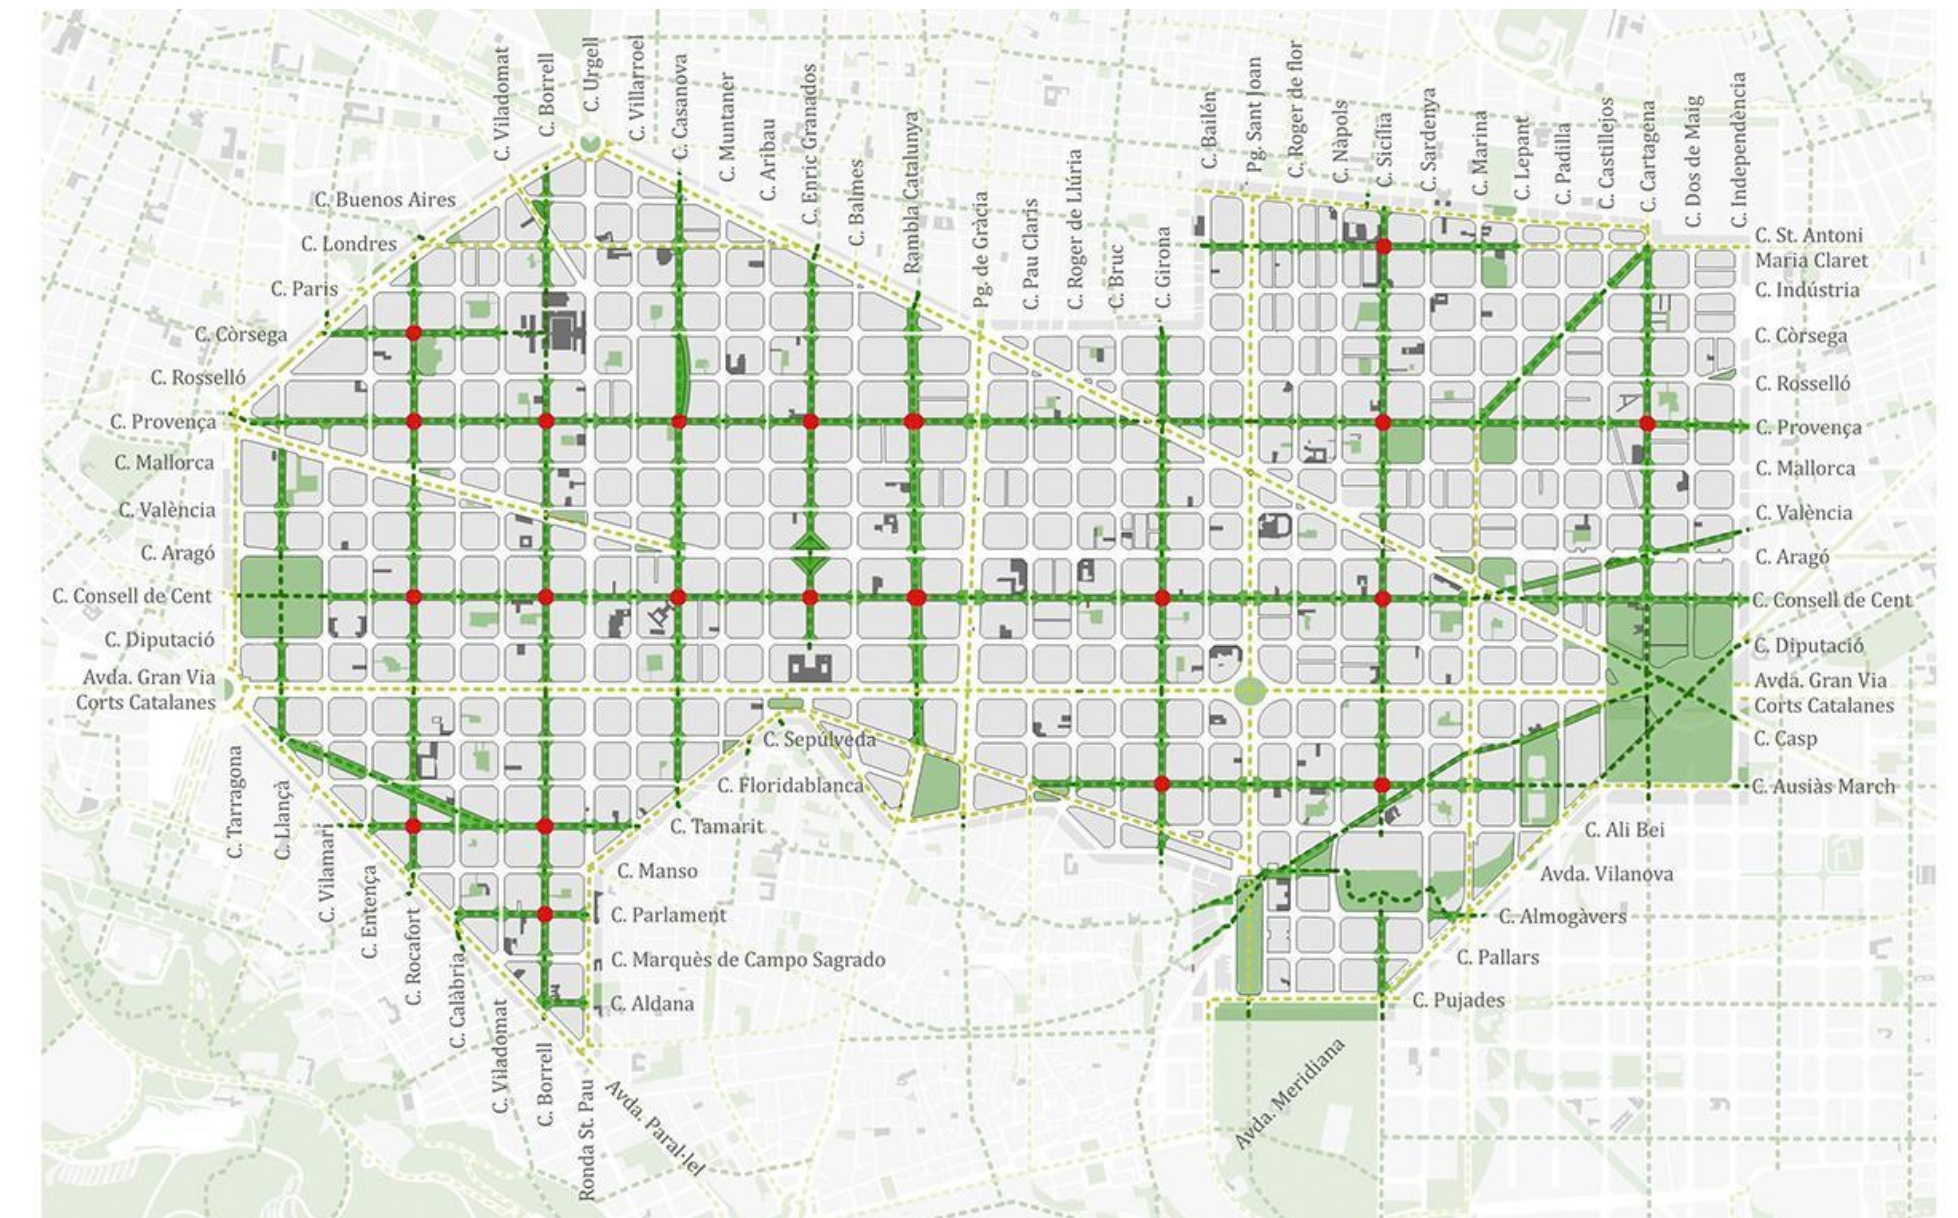 C. Viladomat
C. Borrell
C. Urgell
C. Villarroel
C. Casanova
C. Muntaner
C. Aribau
C. Enric Granados
C. Balmes
Rambla Catalunya
Pg. de Gràcia
C. Pau Claris
C. Roger de Llúria
C. Bruc
C. Girona
C. Bailén
Pg. Sant Joan
C. Roger de flor
C. Nàpols
C. Sicília
C. Sardenya
C. Marina
C. Lepant
C. Padilla
C. Castillejos
C. Cartagena
C. Dos de Maig
C. Independència
C. Buenos Aires
C. Londres
C. Paris
C. Còrsega
C. Rosselló
C. Provença
C. Mallorca
C. València
C. Aragó
C. Consell de Cent
C. Diputació
Avda. Gran Via
Corts Catalanes
C. St. Antoni
Maria Claret
C. Indústria
C. Còrsega
C. Rosselló
C. Provença
C. Mallorca
C. València
C. Aragó
C. Consell de Cent
C. Diputació
Avda. Gran Via
Corts Catalanes
C. Casp
C. Ausiàs March
C. Ali Bei
Avda. Vilanova
C. Almogàvers
C. Pallars
C. Pujades
C. Sepúlveda
C. Floridablanca
C. Tamarit
C. Manso
C. Parlament
C. Marquès de Campo Sagrado
C. Aldana
C. Tarragona
C. Llançà
C. Vilamarí
C. Entença
C. Rocafort
C. Calàbria
C. Viladomat
C. Borrell
Ronda St. Pau
Avda. Paral·lel
Avda. Meridiana